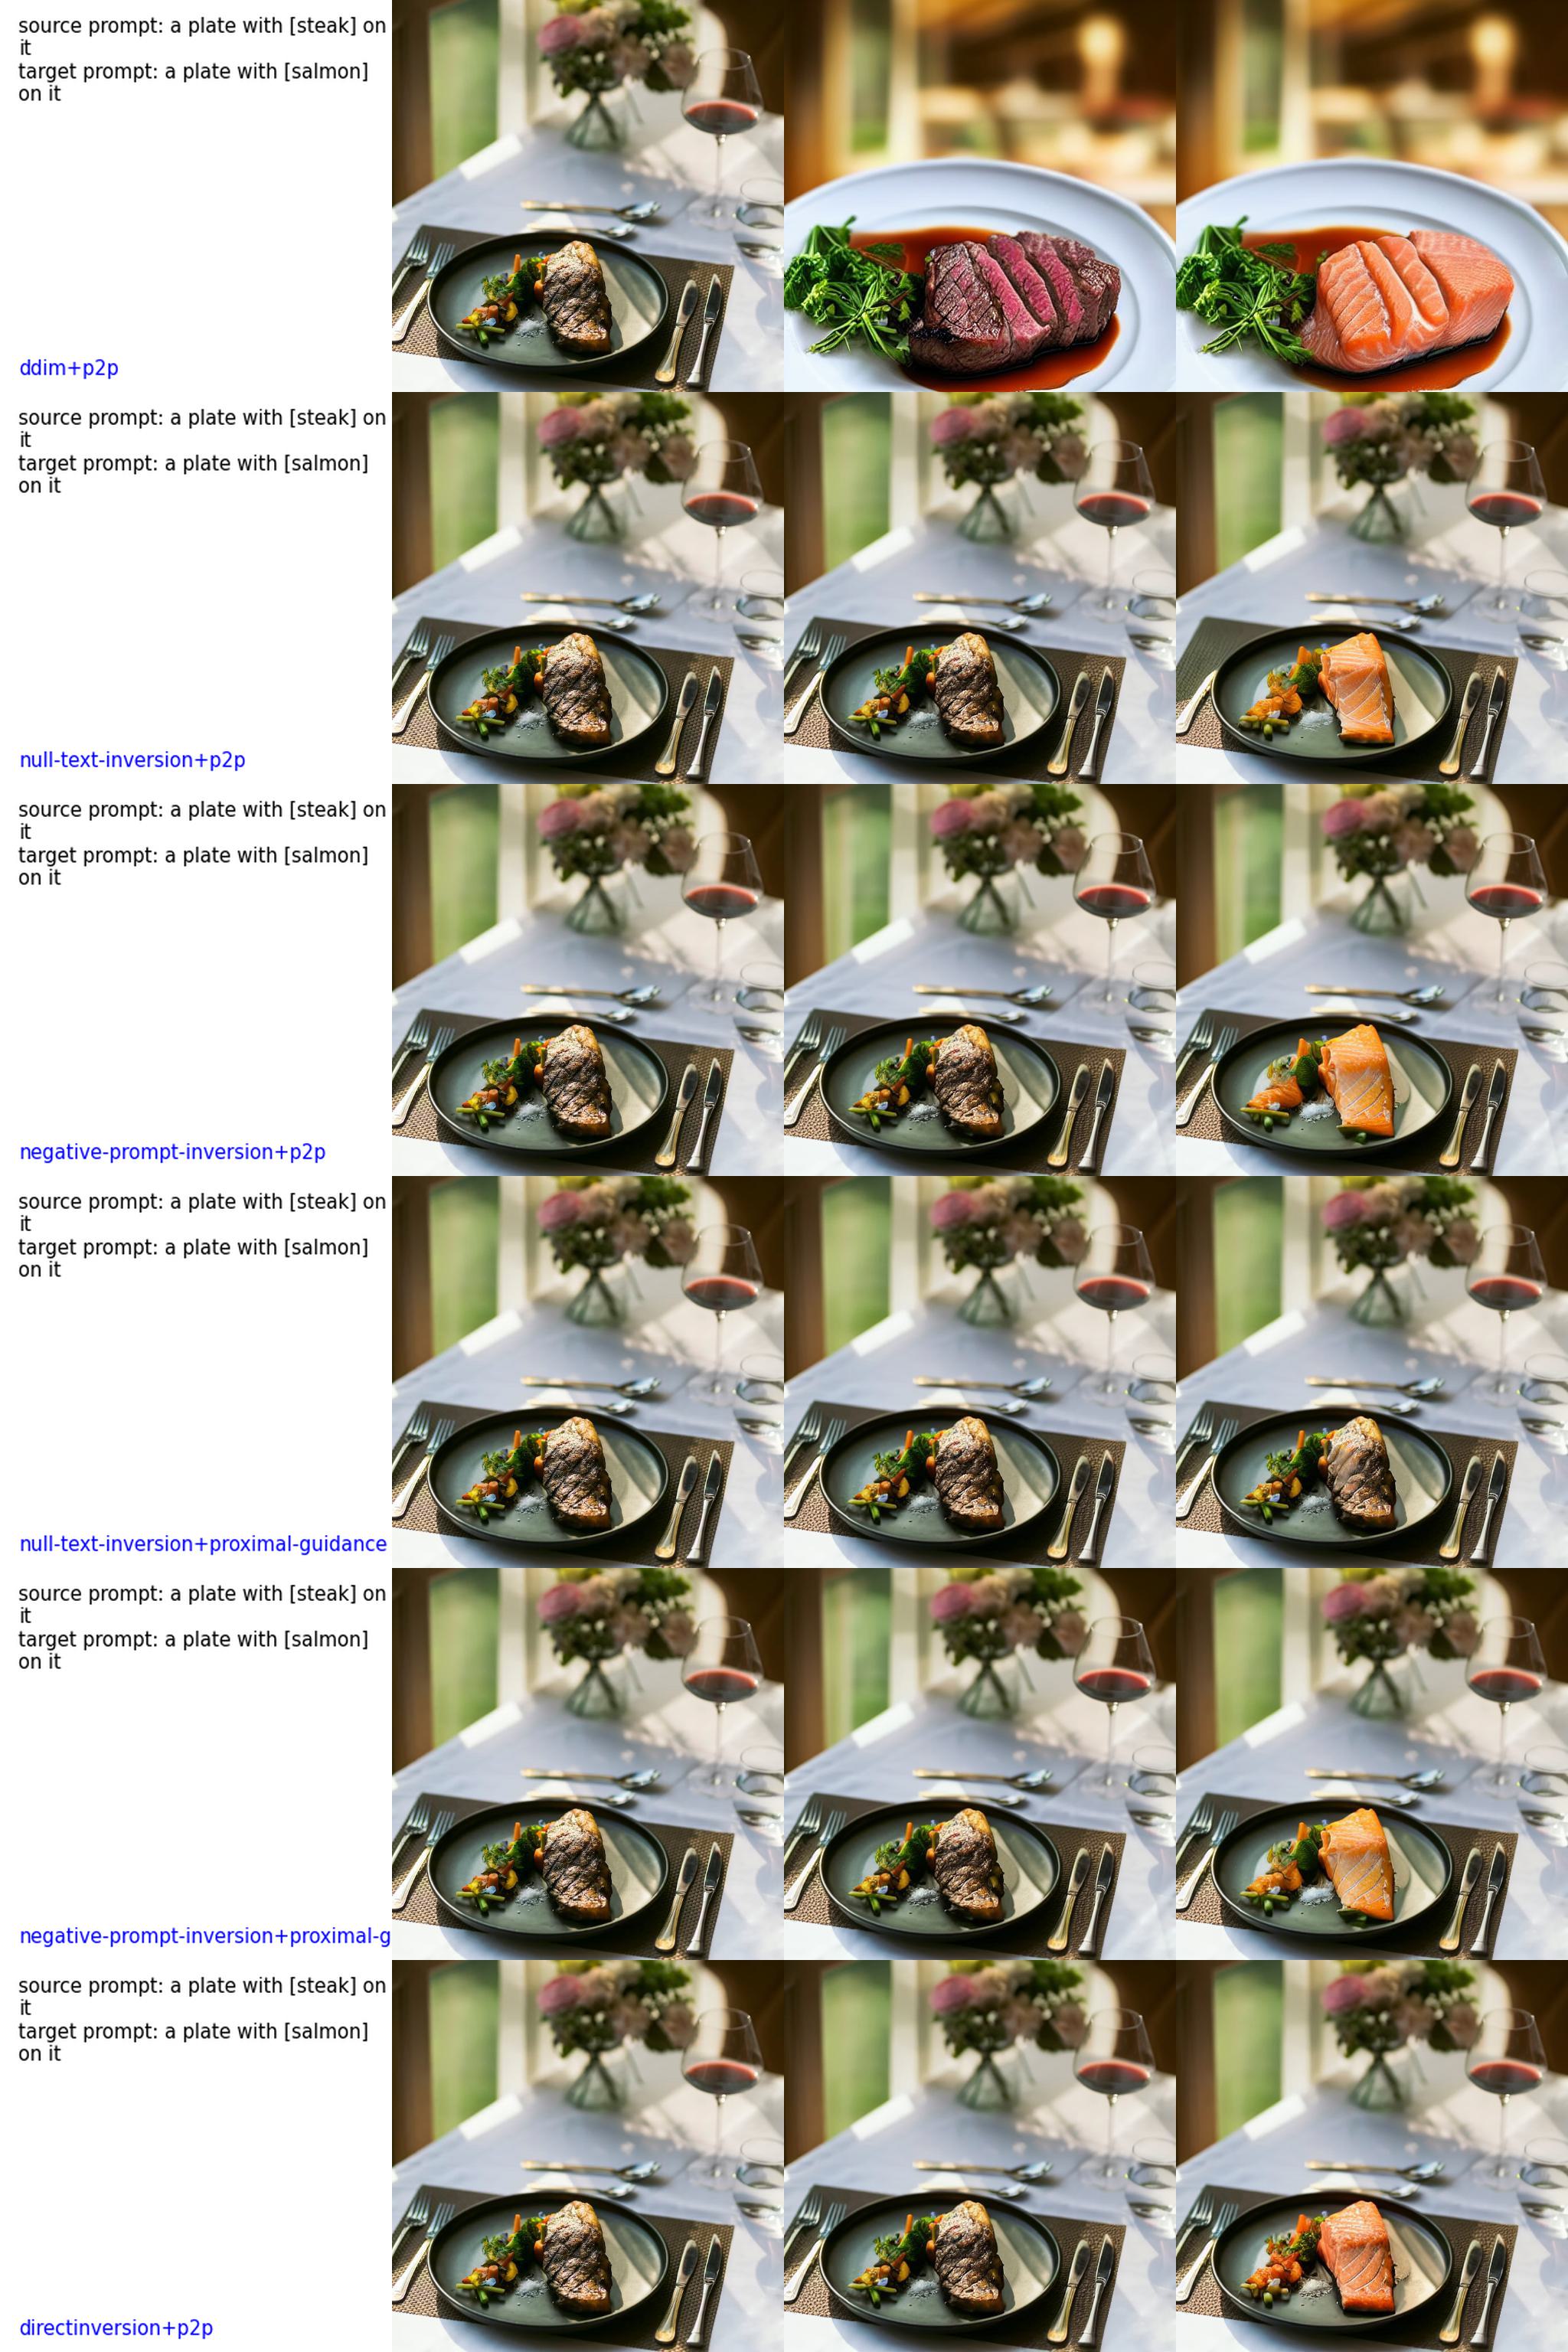 source prompt: a plate with [steak] on
it
target prompt: a plate with [salmon]
on it
ddim+p2p
source prompt: a plate with [steak] on
it
target prompt: a plate with [salmon]
on it
null-text-inversion+p2p
source prompt: a plate with [steak] on
it
target prompt: a plate with [salmon]
on it
negative-prompt-inversion+p2p
source prompt: a plate with [steak] on
it
target prompt: a plate with [salmon]
on it
null-text-inversion+proximal-guidance
source prompt: a plate with [steak] on
it
target prompt: a plate with [salmon]
on it
negative-prompt-inversion+proximal-g
source prompt: a plate with [steak] on
it
target prompt: a plate with [salmon]
on it
directinversion+p2p